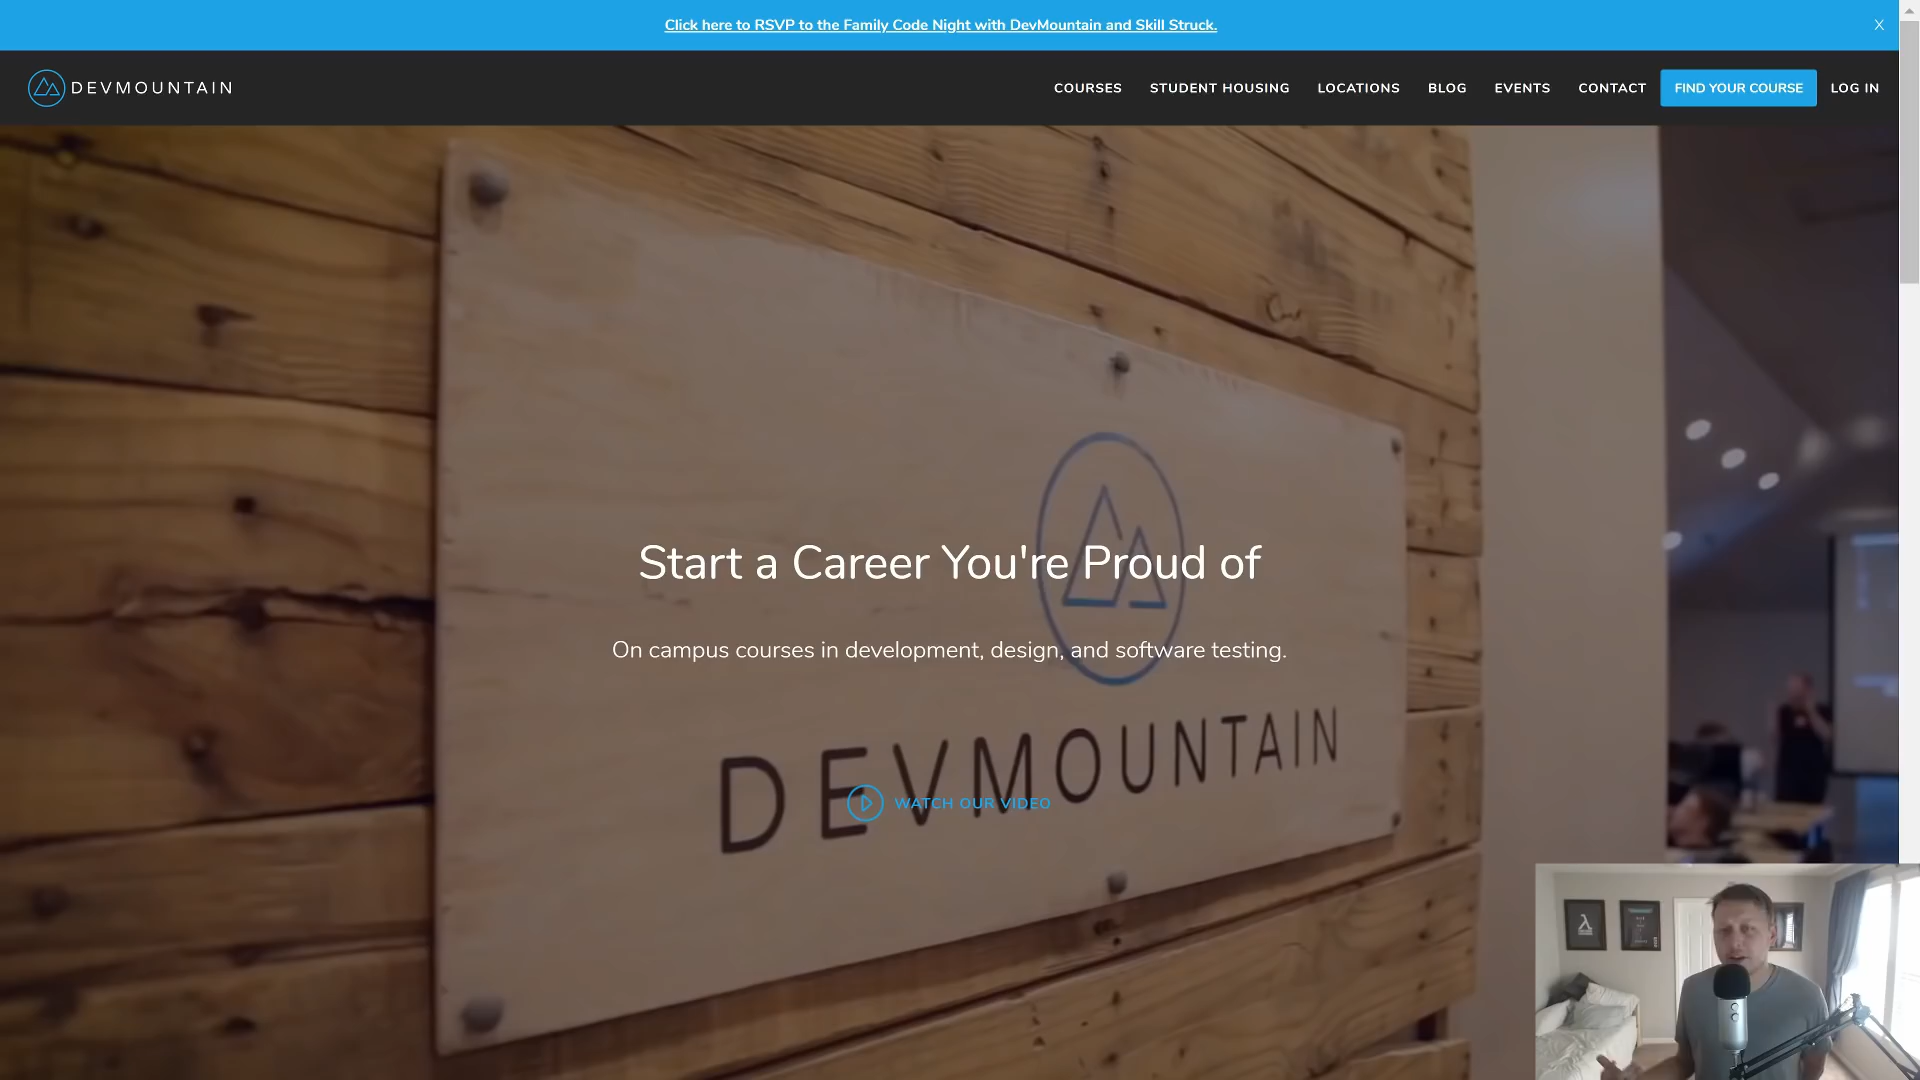 Click here to RSVP to the Family Code Night with DevMountain and Skill Struck.
X
DEVMOUNTAIN
COURSES STUDENT HOUSING LOCATIONS BLOG EVENTS CONTACT FIND YOUR COURSE LOG IN
Start a Career You're Proud of
On campus courses in development, design, and software testing.
DEVMOUNTAIN
WATCH OUR VIDEO